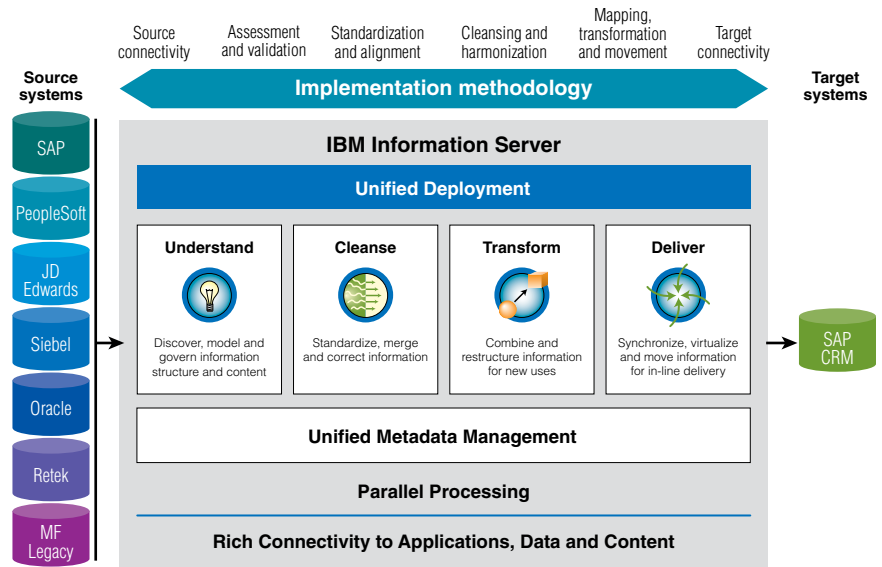 Source
connectivity
Assessment
and validation
Standardization
and alignment
Cleansing and
harmonization
Mapping,
transformation
and movement
Target
connectivity
Source
systems
Implementation methodology
Target
systems
SAP
PeopleSoft
JD
Edwards
Siebel
Oracle
Retek
MF
Legacy
IBM Information Server
Unified Deployment
Understand
Discover, model and
govern information
structure and content
Cleanse
Standardize, merge
and correct information
Transform
Combine and
restructure information
for new uses
Deliver
Synchronize, virtualize
and move information
for in-line delivery
SAP
CRM
Unified Metadata Management
Parallel Processing
Rich Connectivity to Applications, Data and Content